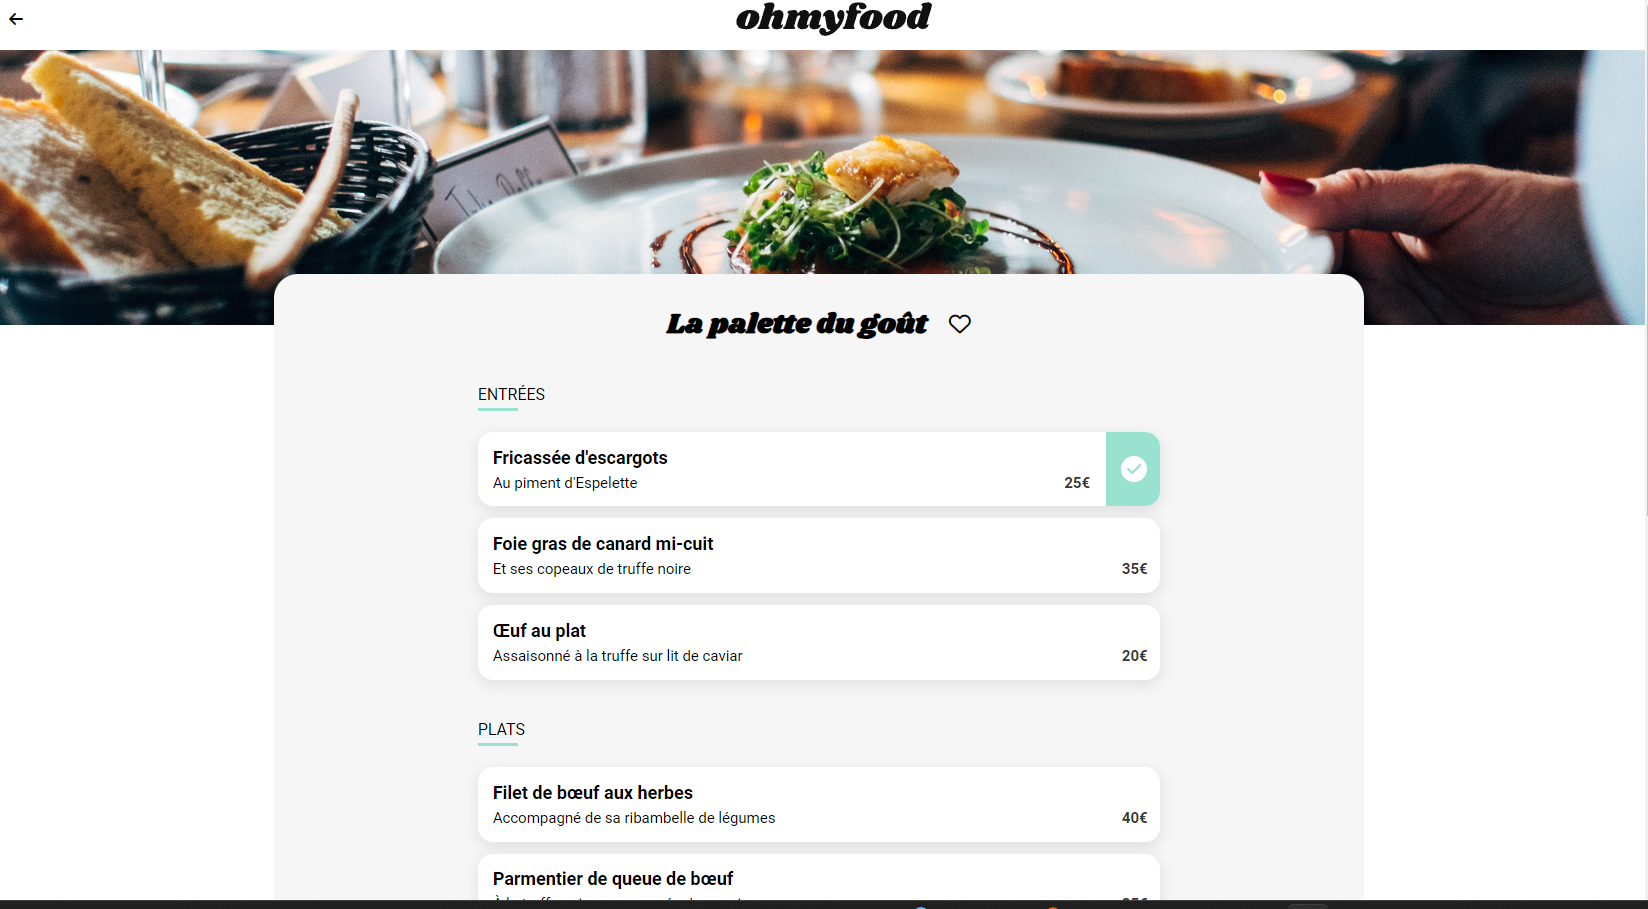 ohmyfood
La palette du goût
ENTRÉES
Fricassée d'escargots
Au piment d'Espelette
25€
Foie gras de canard mi-cuit
Et ses copeaux de truffe noire
35€
Œuf au plat
Assaisonné à la truffe sur lit de caviar
20€
PLATS
Filet de bœuf aux herbes
Accompagné de sa ribambelle de légumes
40€
Parmentier de queue de bœuf